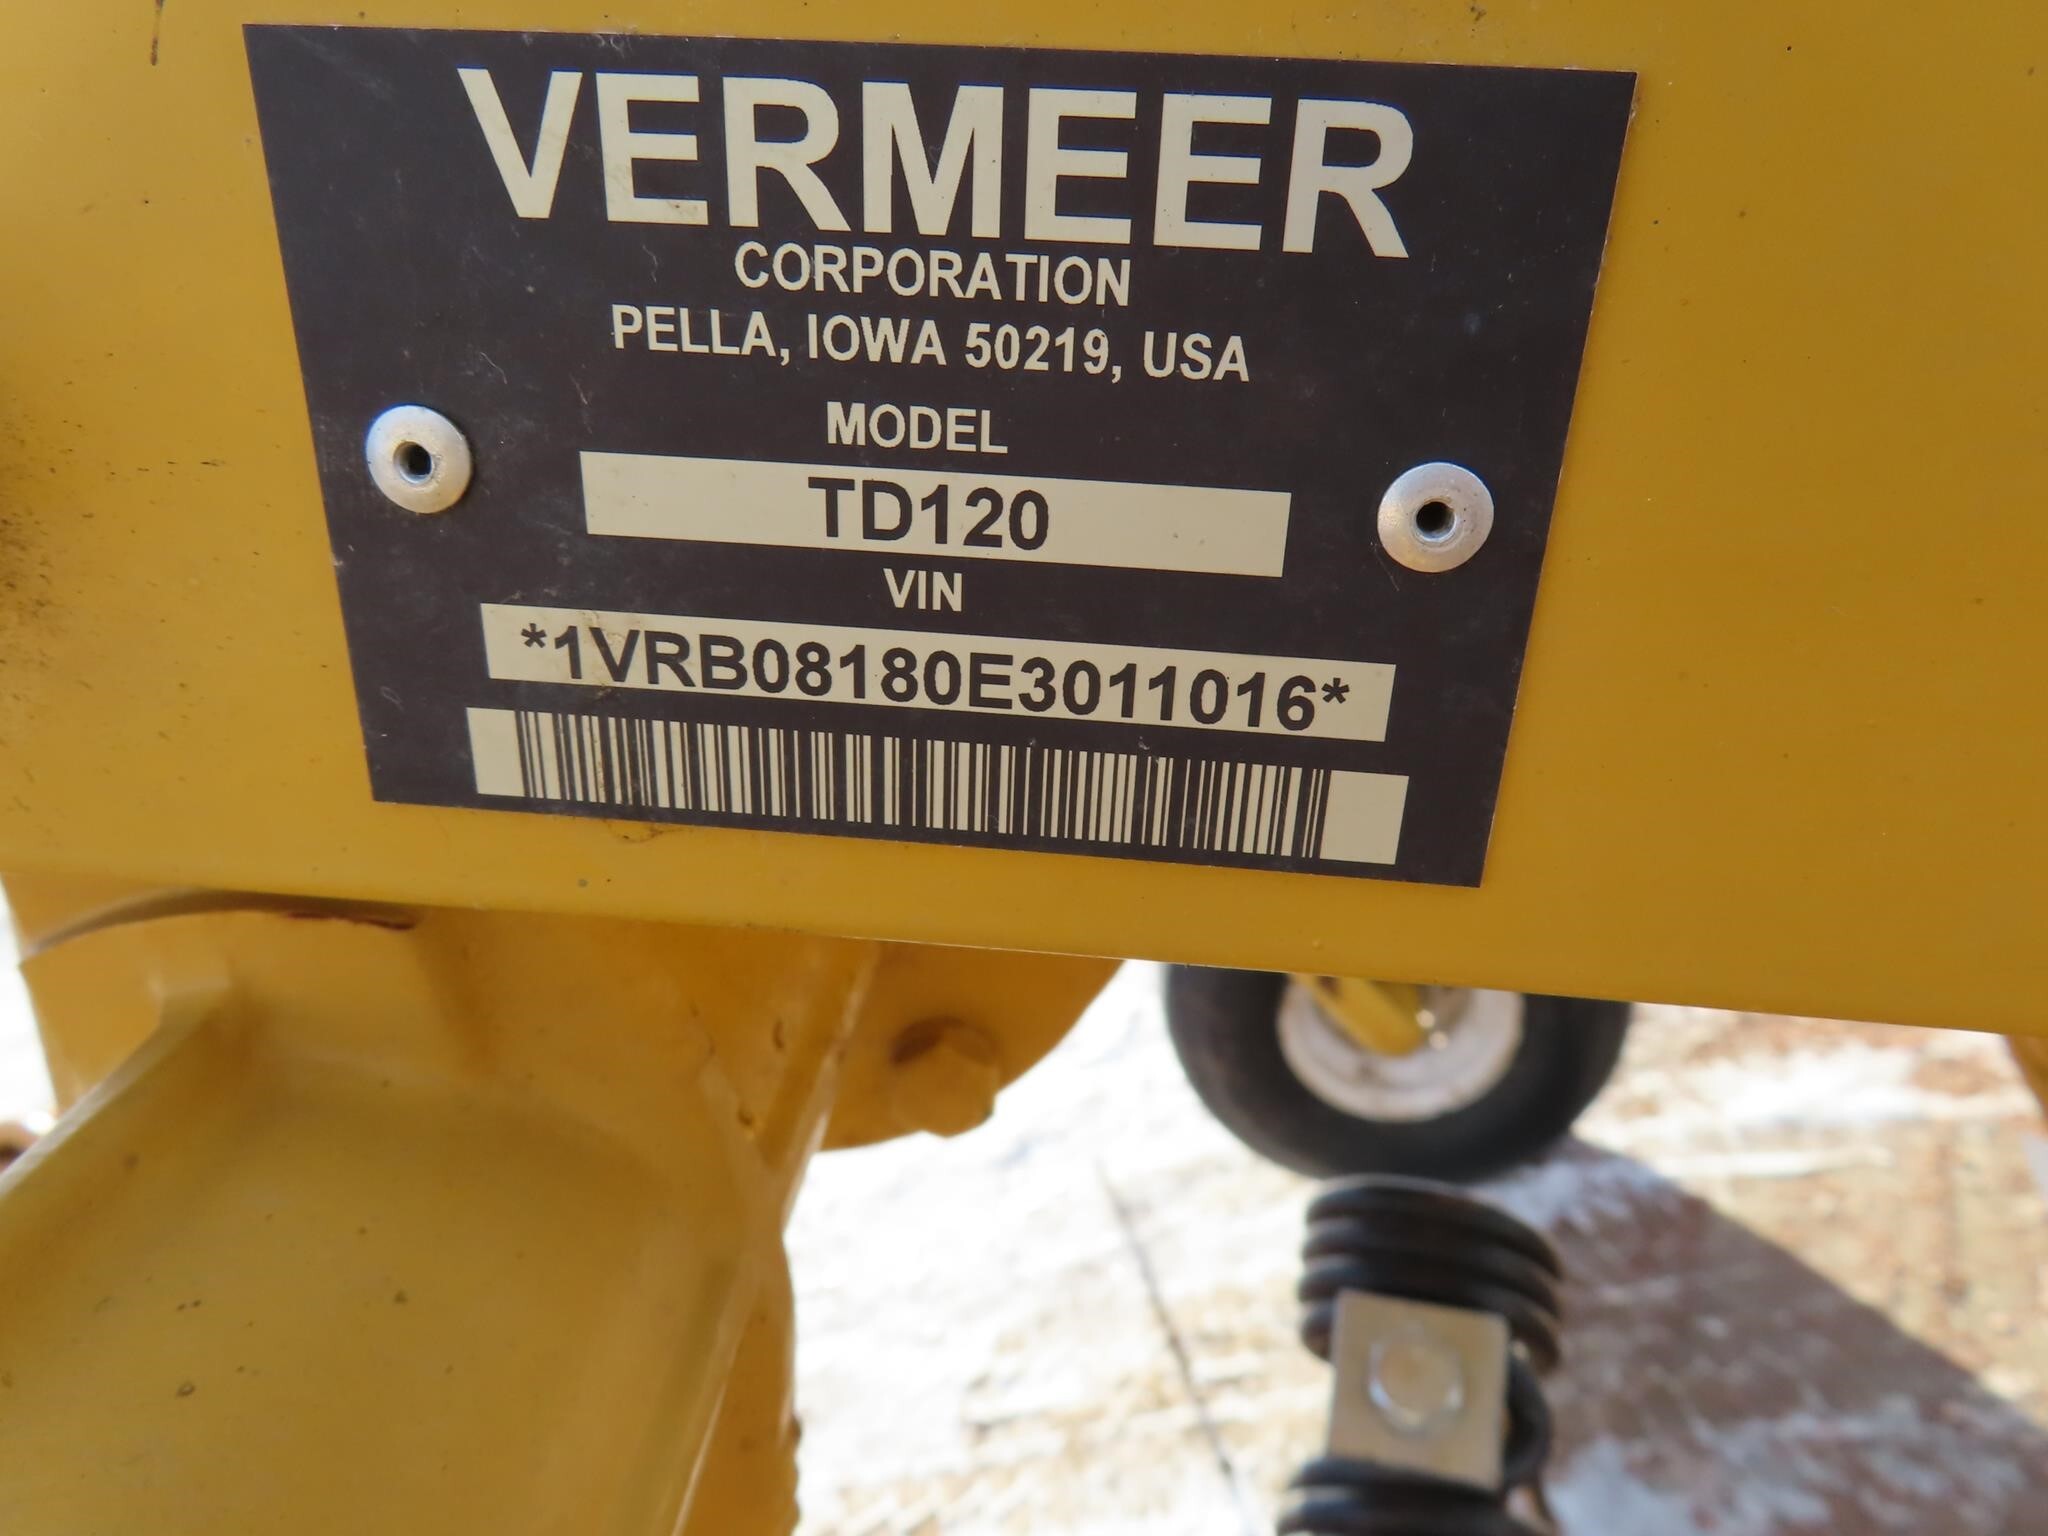 VERMEER
CORPORATION
PELLA, IOWA 50219, USA
MODEL
TD120
VIN
*1VRB08180E3011016*